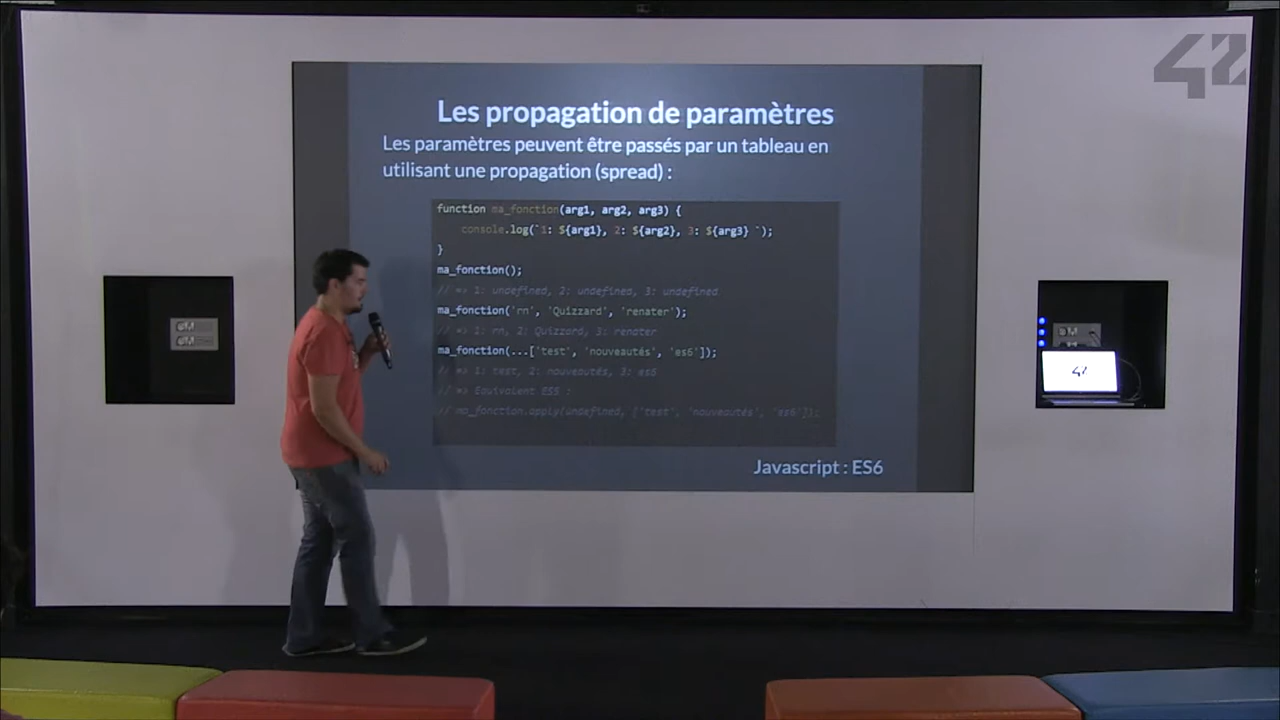 42
Les propagation de paramètres
Les paramètres peuvent être passés par un tableau en
utilisant une propagation (spread) :
function ma_fonction(arg1, arg2, arg3) {
console.log(`1: ${arg1}, 2: ${arg2}, 3: ${arg3} `);
}
ma_fonction();
// => 1: undefined, 2: undefined, 3: undefined
ma_fonction('rn', 'Quizzard', 'renater');
// => 1: rn, 2: Quizzard, 3: renater
ma_fonction(...['test', 'nouveautés', 'es6']);
// => 1: test, 2: nouveautés, 3: es6
// => Equivalent ES5 :
// ma_fonction.apply(undefined, ['test', 'nouveautés', 'es6']);
Javascript : ES6
42